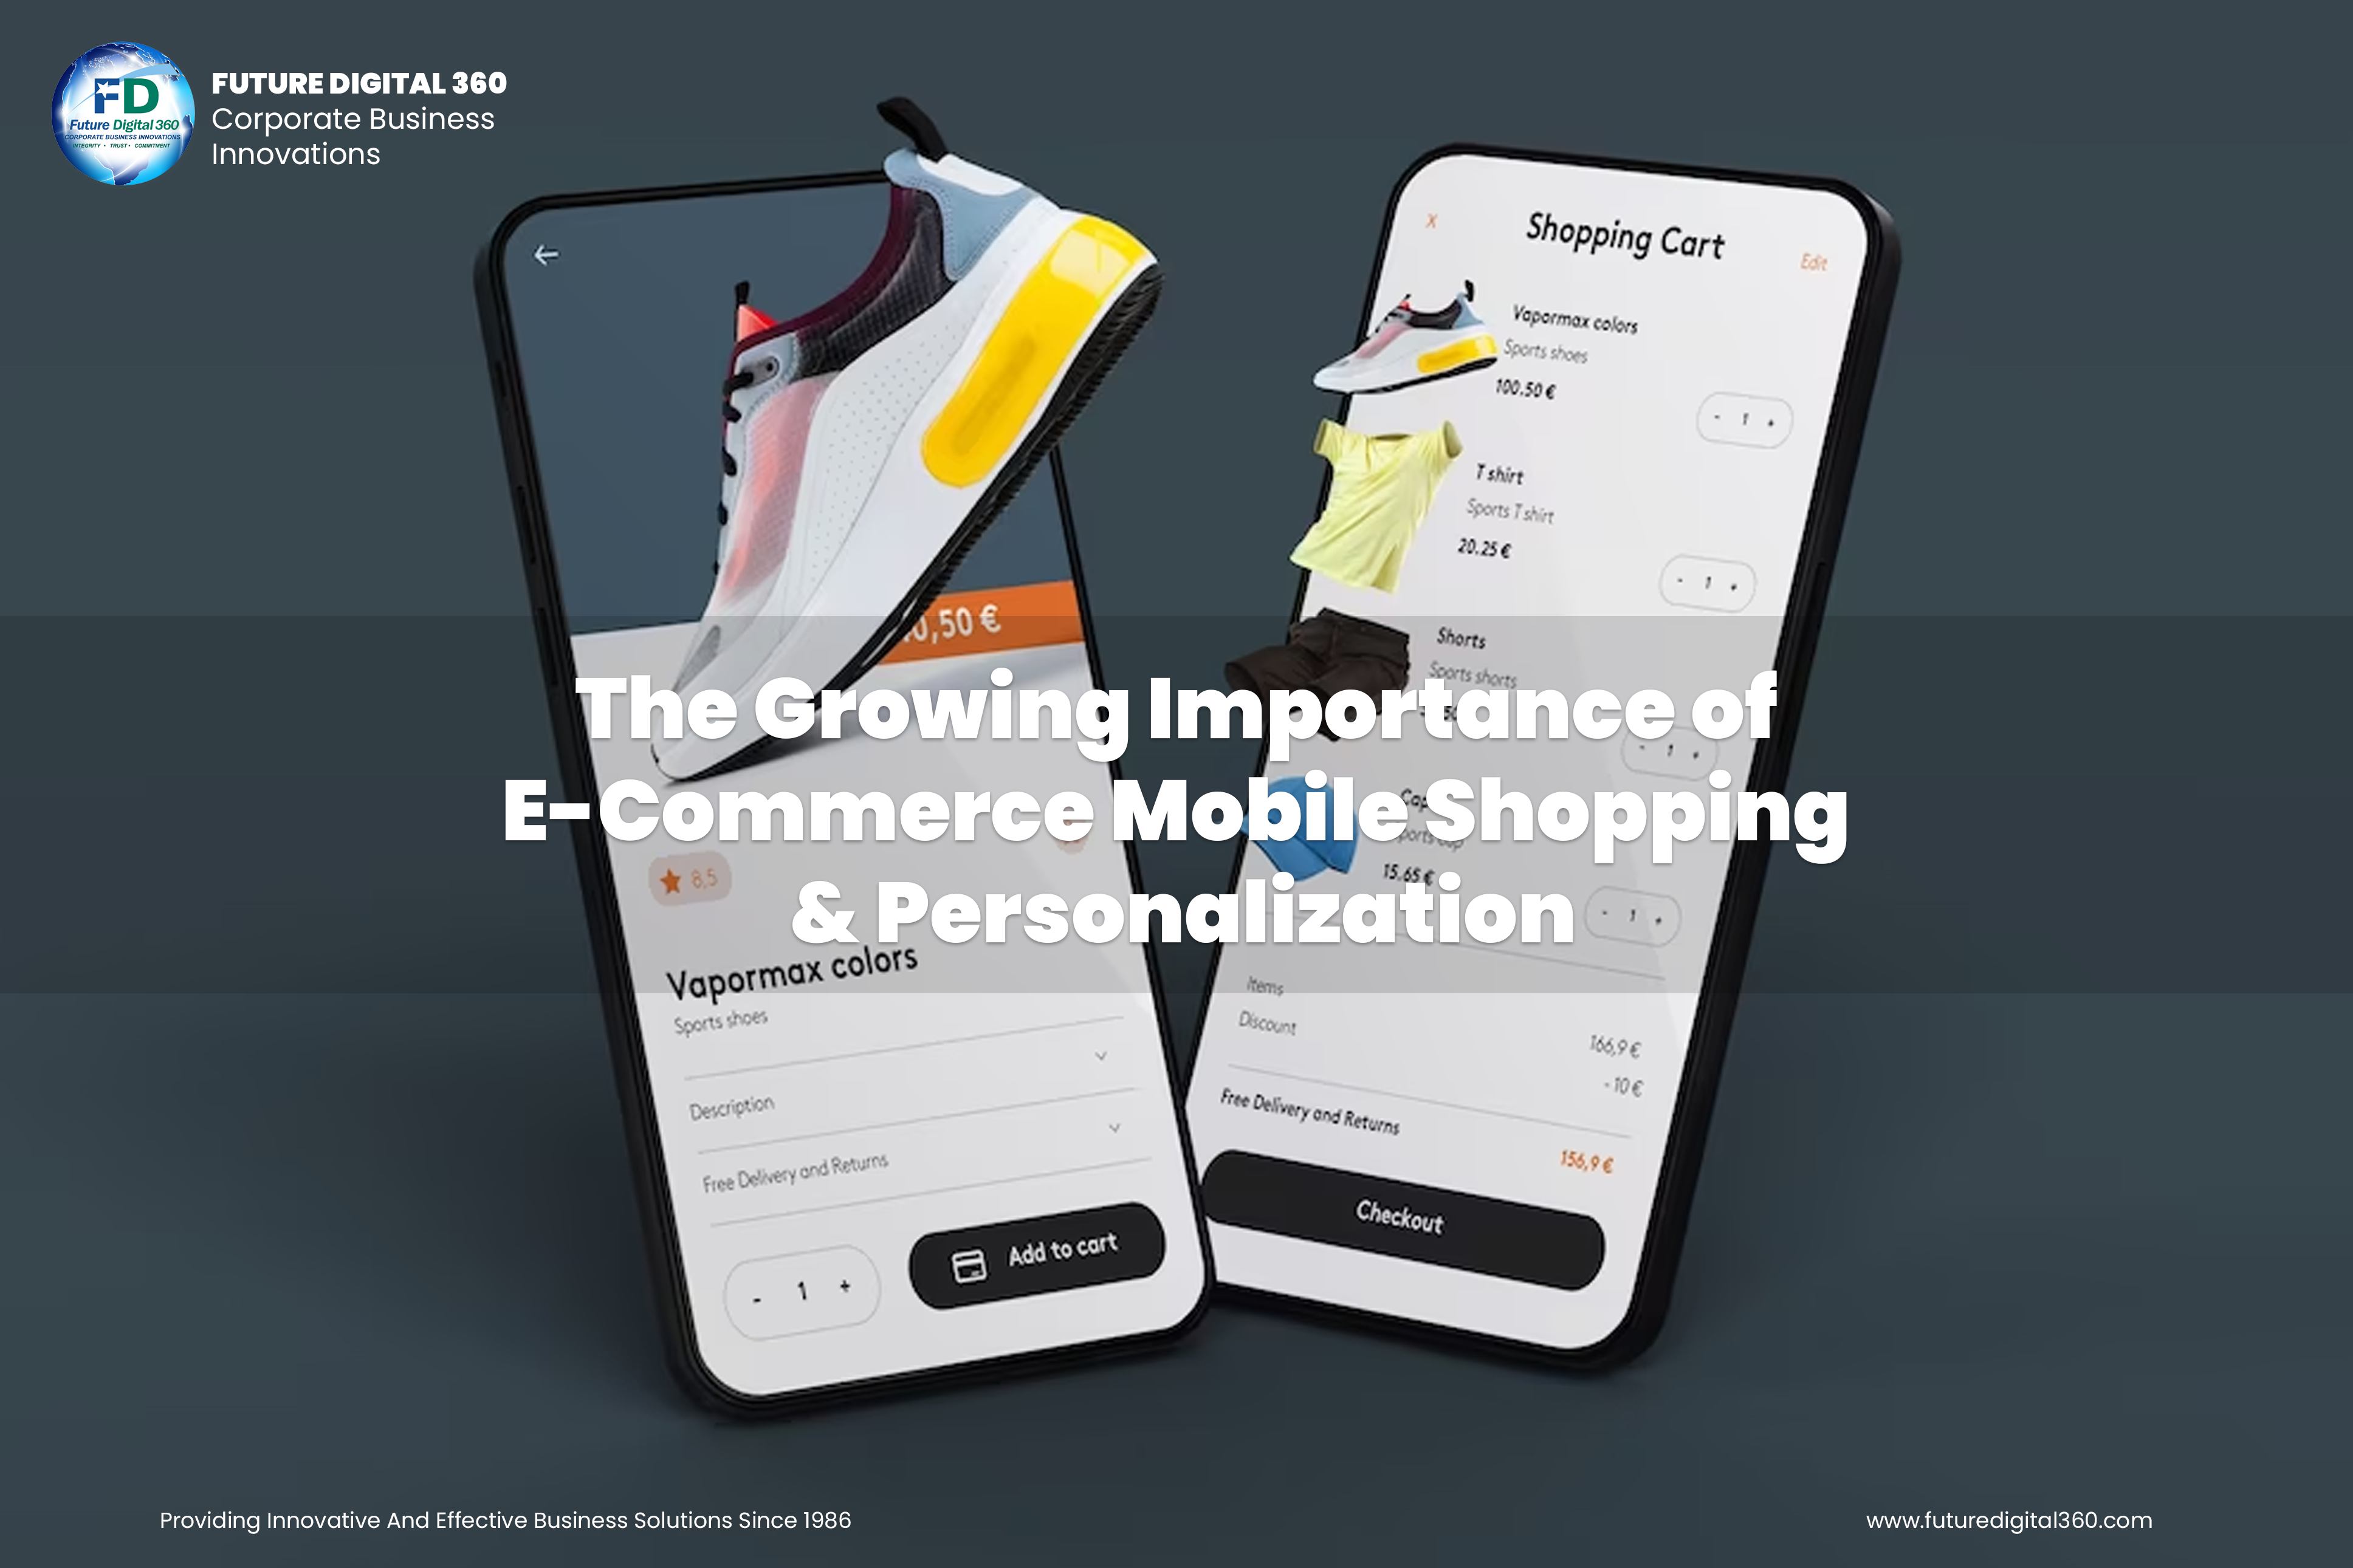 FD
Future Digital 360
CORPORATE BUSINESS INNOVATIONS
INTEGRITY • TRUST • COMMITMENT
FUTURE DIGITAL 360
Corporate Business
Innovations
0,50 €
8,5
Vapormax colors
Sports shoes
Description
Free Delivery and Returns
- 1 +
Add to cart
X
Shopping Cart
Edit
Vapormax colors
Sports shoes
100.50 €
- 1 +
T shirt
Sports T shirt
20.25 €
- 1 +
Shorts
Sports shorts
- 1 +
15.65 €
- 1 +
Items
166,9 €
Discount
- 10 €
Free Delivery and Returns
156,9 €
Checkout
The Growing Importance of
E-Commerce Mobile Shopping
& Personalization
Providing Innovative And Effective Business Solutions Since 1986
www.futuredigital360.com